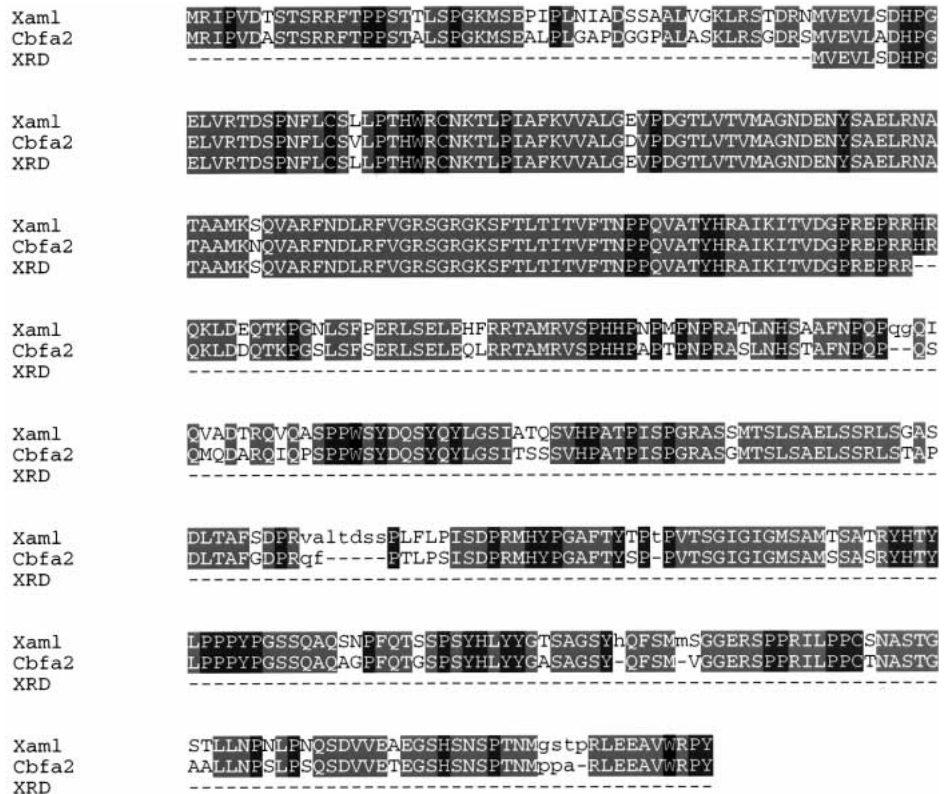 Xaml MRIPVDTSTSRRFTPPSTTLSPGKMSEPIPLNIADSSAALVGKLRSTDRNMVEVLSDHPG
Cbfa2 MRIPVDASTSRRFTPPSTALSPGKMSEALPLGAPDGGPALASKLRSGDRSMVEVLADHPG
XRD --------------------------------------------------MVEVLSDHPG
Xaml ELVRTDSPNFLCSLLPTHWRCNKTLPIAFKVVALGEVPDGTLVTVMAGNDENYSAELRNA
Cbfa2 ELVRTDSPNFLCSVLPTHWRCNKTLPIAFKVVALGDVPDGTLVTVMAGNDENYSAELRNA
XRD ELVRTDSPNFLCSLLPTHWRCNKTLPIAFKVVALGEVPDGTLVTVMAGNDENYSAELRNA
Xaml TAAMKSQVARFNDLRFVGRSGRGKSFTLTITVFTNPPQVATYHRAIKITVDGPREPRRHR
Cbfa2 TAAMKNQVARFNDLRFVGRSGRGKSFTLTITVFTNPPQVATYHRAIKITVDGPREPRRHR
XRD TAAMKSQVARFNDLRFVGRSGRGKSFTLTITVFTNPPQVATYHRAIKITVDGPREPRR--
Xaml QKLDEQTKPGNLSFPERLSELEHFRRTAMRVSPHHPNPMPNPRATLNHSAAFNPQPqgQI
Cbfa2 QKLDDQTKPGSLSFSERLSELEQLRRTAMRVSPHHPAPTPNPRASLNHSTAFNPQP--QS
XRD ------------------------------------------------------------
Xaml QVADTRQVQASPPWSYDQSYQYLGSIATQSVHPATPISPGRASSMTSLSAELSSRLSGAS
Cbfa2 QMQDARQIQPSPPWSYDQSYQYLGSITSSSVHPATPISPGRASGMTSLSAELSSRLSTAP
XRD ------------------------------------------------------------
Xaml DLTAFSDPRvaltdssPLFLPISDPRMHYPGAFTYTPtPVTSGIGIGMSAMTSATRYHTY
Cbfa2 DLTAFGDPRqf-----PTLPSISDPRMHYPGAFTYSP-PVTSGIGIGMSAMSSASRYHTY
XRD ------------------------------------------------------------
Xaml LPPPYPGSSQAQSNPFQTSSPSYHLYYGTSAGSYhQFSMmSGGERSPPRILPPCSNASTG
Cbfa2 LPPPYPGSSQAQAGPFQTGSPSYHLYYGASAGSY-QFSM-VGGERSPPRILPPCTNASTG
XRD ------------------------------------------------------------
Xaml STLLNPNLPNQSDVVEAEGSHSNSPTNMgstpRLEEAVWRPY
Cbfa2 AALLNPSLPSQSDVVETEGSHSNSPTNMppa-RLEEAVWRPY
XRD ------------------------------------------